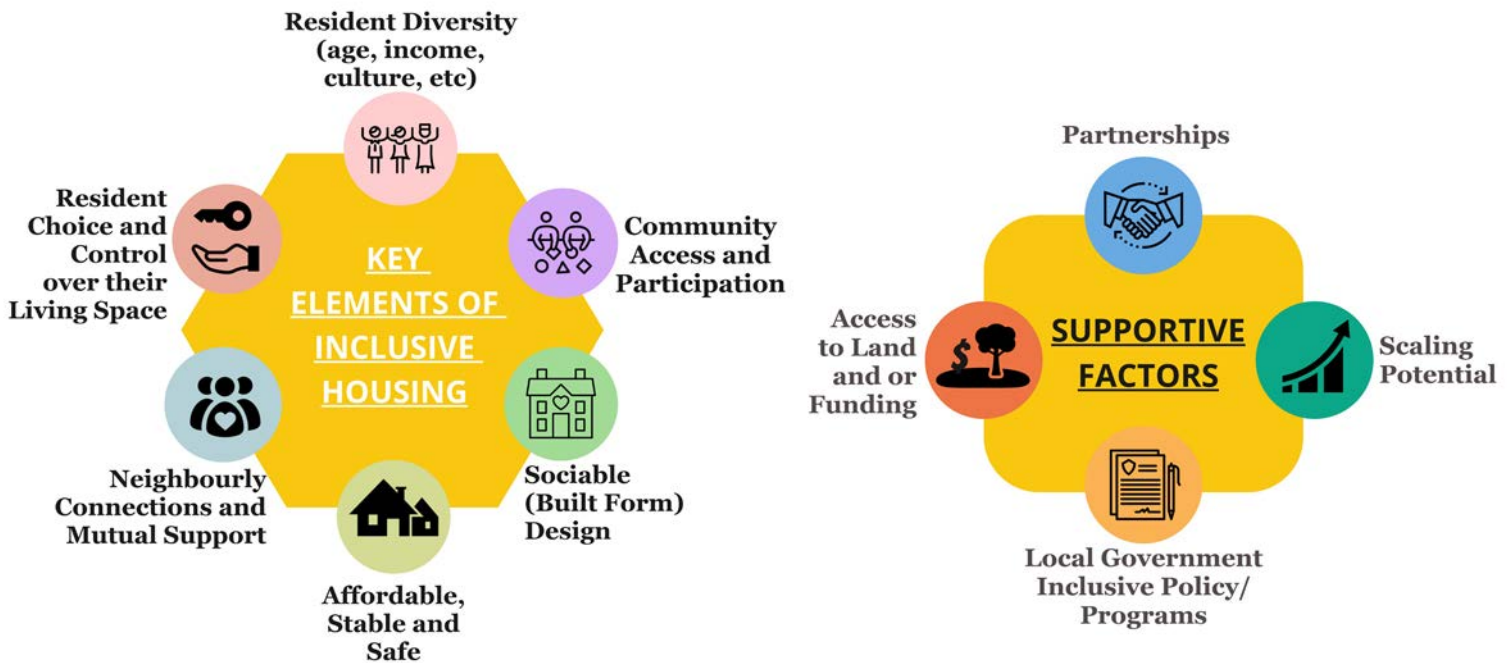 Resident Diversity
(age, income,
culture, etc)
Resident
Choice and
Control
over their
Living Space
KEY
ELEMENTS OF
INCLUSIVE
HOUSING
Community
Access and
Participation
Neighbourly
Connections and
Mutual Support
Sociable
(Built Form)
Design
Affordable,
Stable and
Safe
Partnerships
Access
to Land
and or
Funding
$
SUPPORTIVE
FACTORS
Scaling
Potential
Local Government
Inclusive Policy/
Programs